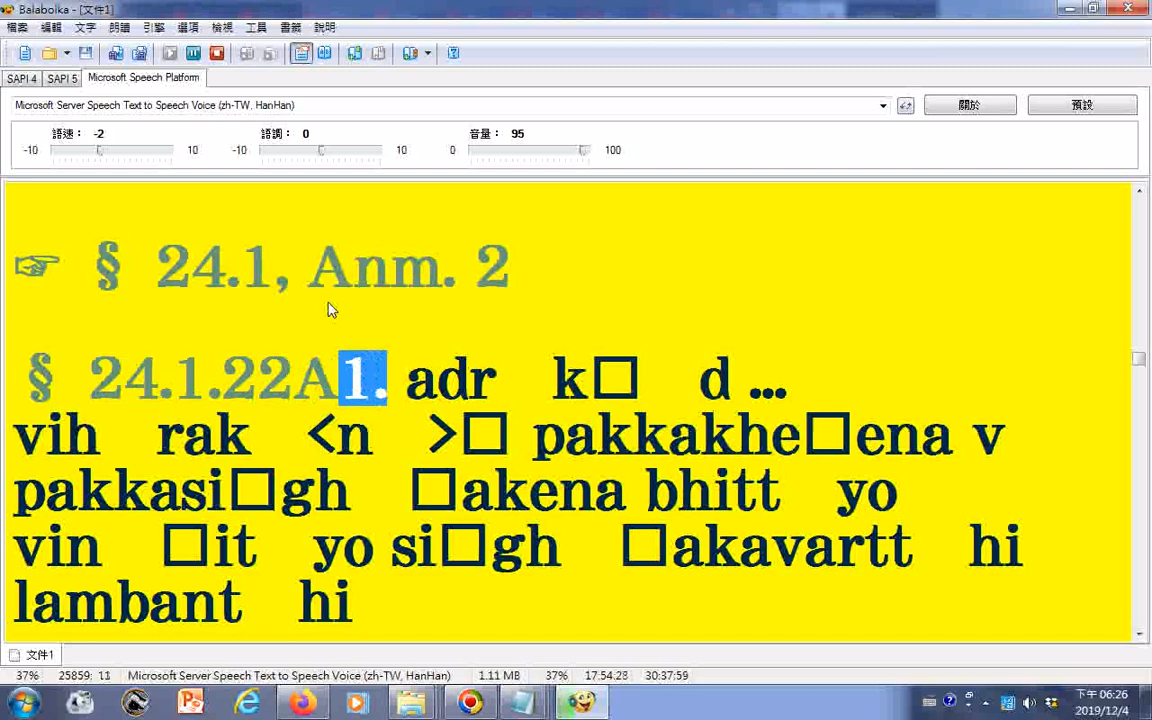 Balabolka - [文件1]
檔案 編輯 文字 朗讀 引擎 選項 檢視 工具 書籤 說明
SAPI 4 SAPI 5 Microsoft Speech Platform
Microsoft Server Speech Text to Speech Voice (zh-TW, HanHan) 關於 預設
語速： -2 語調： 0 音量： 95
-10 10 -10 10 0 100
☞ § 24.1, Anm. 2
§ 24.1.22A1. adr k□ d ...
vih rak <n >□ pakkakhe□ena v
pakkasi□gh □akena bhitt yo
vin □it yo si□gh □akavartt hi
lambant hi
文件1
37% 25859: 11 Microsoft Server Speech Text to Speech Voice (zh-TW, HanHan) 1.11 MB 37% 17:54:28 30:37:59
下午 06:26
2019/12/4